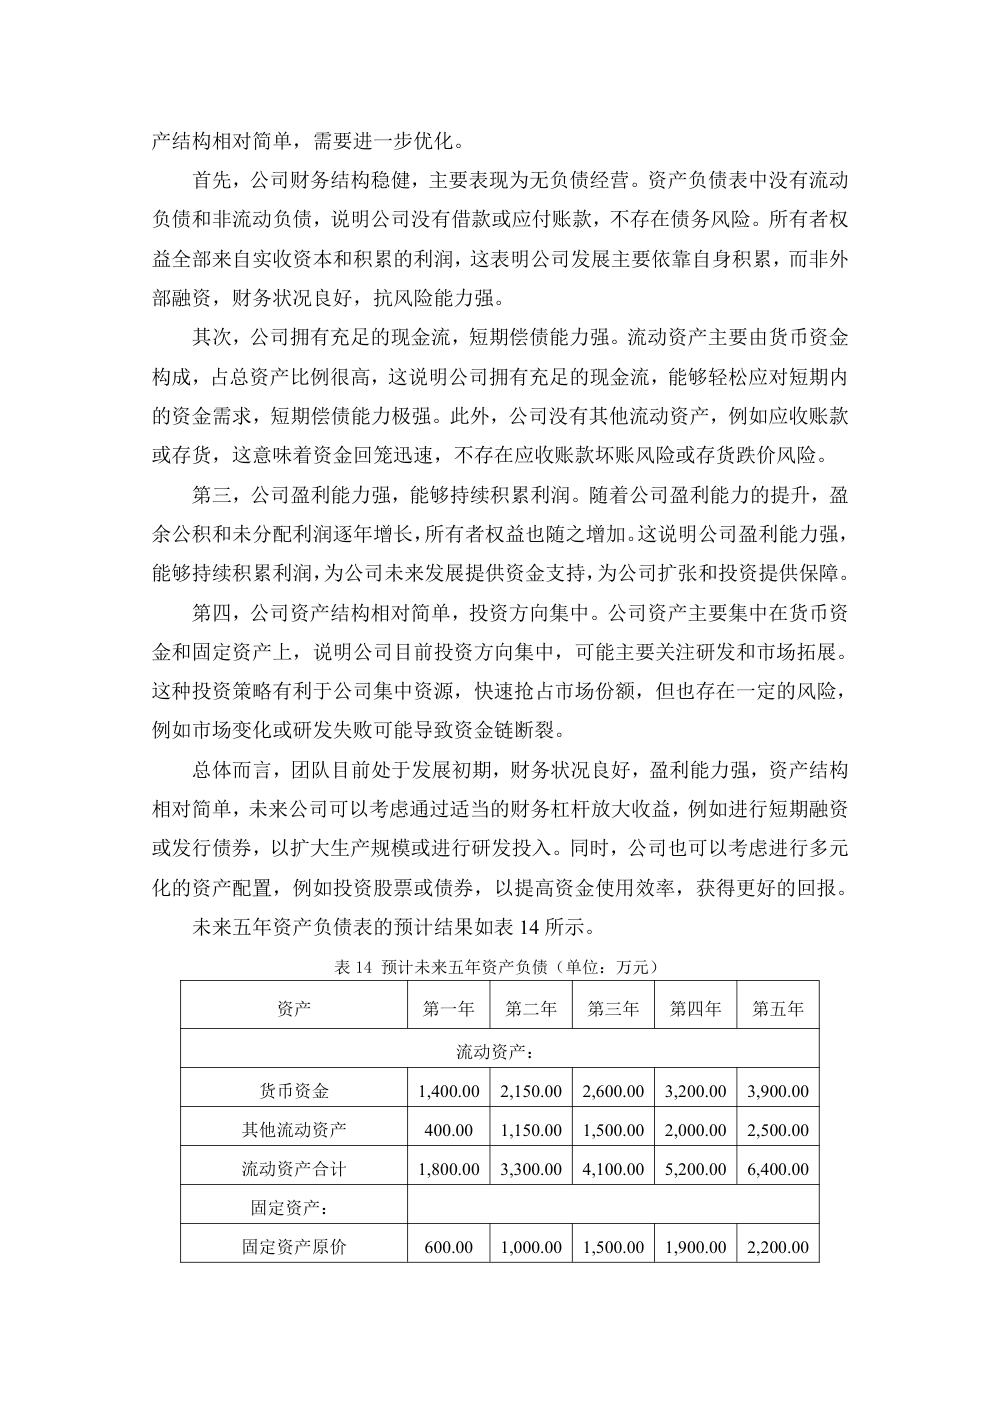 产结构相对简单，需要进一步优化。
首先，公司财务结构稳健，主要表现为无负债经营。资产负债表中没有流动
负债和非流动负债，说明公司没有借款或应付账款，不存在债务风险。所有者权
益全部来自实收资本和积累的利润，这表明公司发展主要依靠自身积累，而非外
部融资，财务状况良好，抗风险能力强。
其次，公司拥有充足的现金流，短期偿债能力强。流动资产主要由货币资金
构成，占总资产比例很高，这说明公司拥有充足的现金流，能够轻松应对短期内
的资金需求，短期偿债能力极强。此外，公司没有其他流动资产，例如应收账款
或存货，这意味着资金回笼迅速，不存在应收账款坏账风险或存货跌价风险。
第三，公司盈利能力强，能够持续积累利润。随着公司盈利能力的提升，盈
余公积和未分配利润逐年增长，所有者权益也随之增加。这说明公司盈利能力强，
能够持续积累利润，为公司未来发展提供资金支持，为公司扩张和投资提供保障。
第四，公司资产结构相对简单，投资方向集中。公司资产主要集中在货币资
金和固定资产上，说明公司目前投资方向集中，可能主要关注研发和市场拓展。
这种投资策略有利于公司集中资源，快速抢占市场份额，但也存在一定的风险，
例如市场变化或研发失败可能导致资金链断裂。
总体而言，团队目前处于发展初期，财务状况良好，盈利能力强，资产结构
相对简单，未来公司可以考虑通过适当的财务杠杆放大收益，例如进行短期融资
或发行债券，以扩大生产规模或进行研发投入。同时，公司也可以考虑进行多元
化的资产配置，例如投资股票或债券，以提高资金使用效率，获得更好的回报。
未来五年资产负债表的预计结果如表 14 所示。
表 14 预计未来五年资产负债（单位：万元）
资产 第一年 第二年 第三年 第四年 第五年
流动资产：
货币资金 1,400.00 2,150.00 2,600.00 3,200.00 3,900.00
其他流动资产 400.00 1,150.00 1,500.00 2,000.00 2,500.00
流动资产合计 1,800.00 3,300.00 4,100.00 5,200.00 6,400.00
固定资产：
固定资产原价 600.00 1,000.00 1,500.00 1,900.00 2,200.00